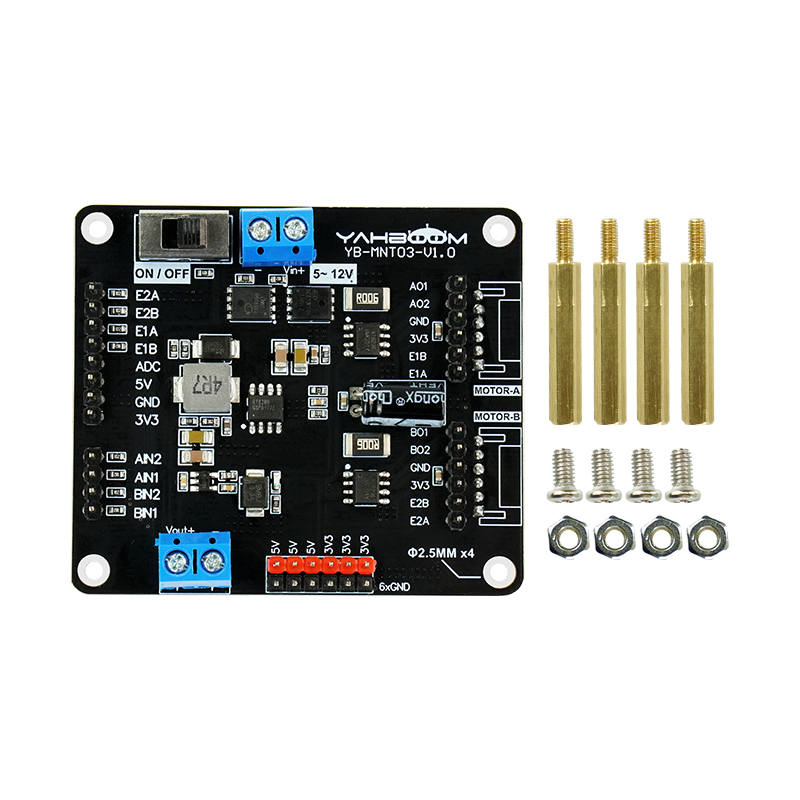 YAHBOOM
YB-MNT03-V1.0
ON / OFF
-
Vin+
5~ 12V
E2A
E2B
E1A
E1B
ADC
5V
GND
3V3
AIN2
AIN1
BIN2
BIN1
4R7
R006
R006
AO1
AO2
GND
3V3
E1B
E1A
MOTOR-A
MOTOR-B
BO1
BO2
GND
3V3
E2B
E2A
Vout+
-
5V
5V
5V
3V3
3V3
3V3
6xGND
Φ2.5MM x4